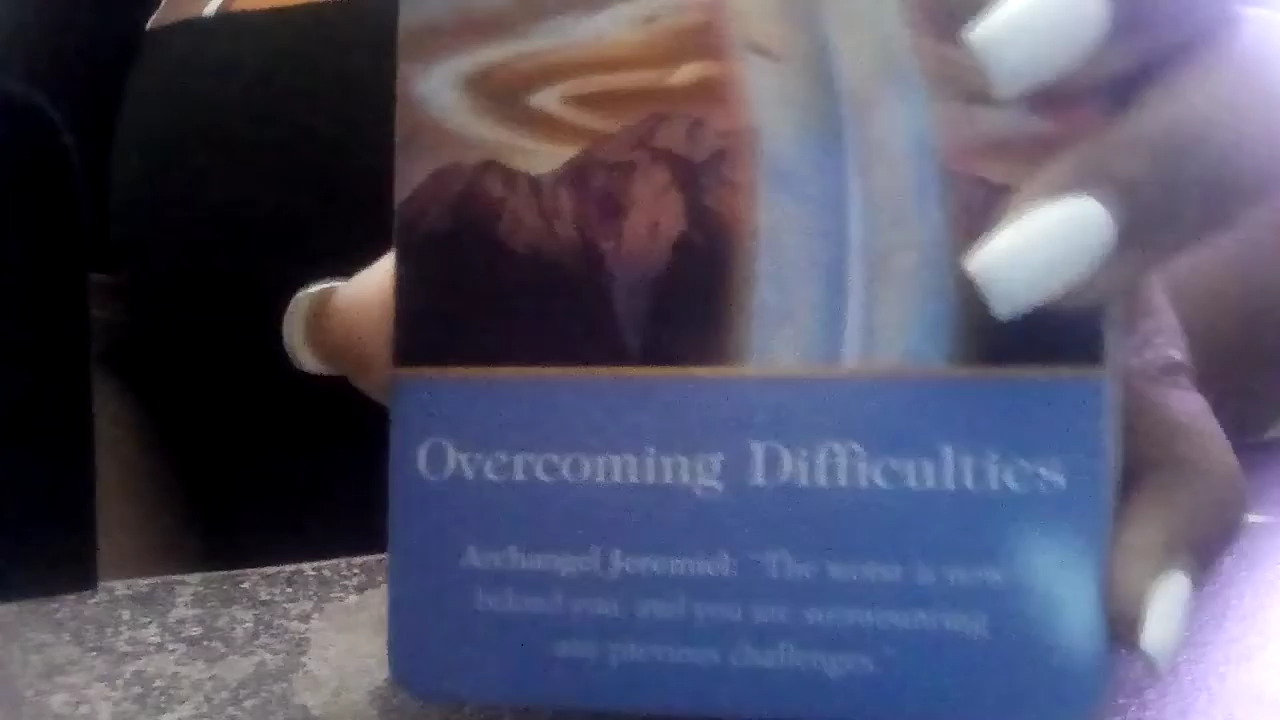 Overcoming Difficulties
Archangel Jeremiel: "The worst is now
behind you, and you are surmounting
any previous challenges."